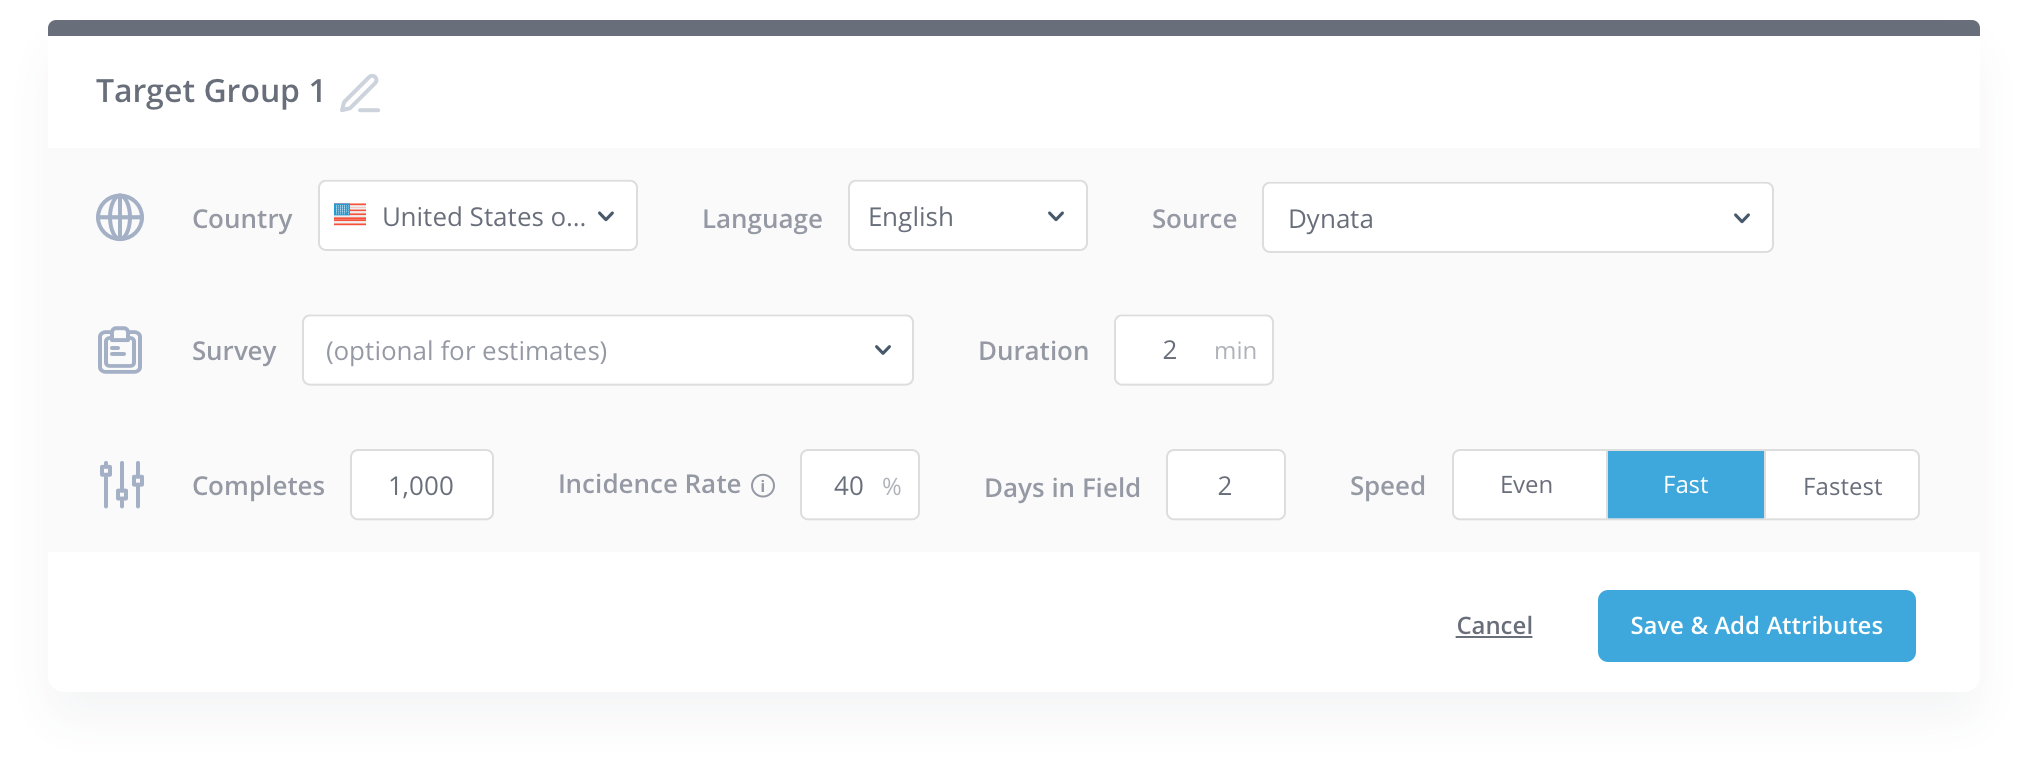 Target Group 1
Country United States o... Language English Source Dynata
Survey (optional for estimates) Duration 2 min
Completes 1,000 Incidence Rate 40 % Days in Field 2 Speed Even Fast Fastest
Cancel Save & Add Attributes